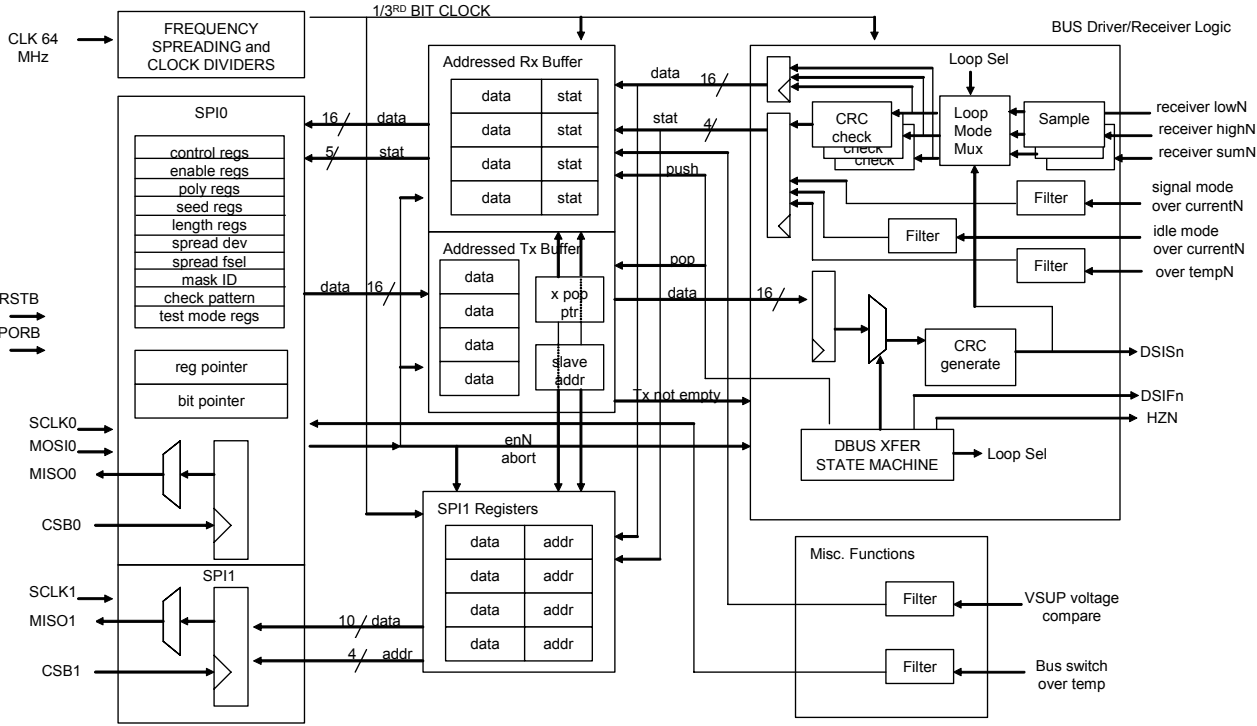 1/3RD BIT CLOCK
CLK 64
MHz
FREQUENCY
SPREADING and
CLOCK DIVIDERS
BUS Driver/Receiver Logic
SPI0
control regs
enable regs
poly regs
seed regs
length regs
spread dev
spread fsel
mask ID
check pattern
test mode regs
reg pointer
bit pointer
RSTB
PORB
SCLK0
MOSI0
MISO0
CSB0
SPI1
SCLK1
MISO1
CSB1
16 data
5 stat
data 16
10 data
4 addr
Addressed Rx Buffer
data stat
data stat
data stat
data stat
Addressed Tx Buffer
data
data
data
data
x pop
ptr
slave
addr
enN
abort
SPI1 Registers
data addr
data addr
data addr
data addr
data 16
stat 4
push
pop
data 16
Tx not empty
Loop Sel
CRC
check
check
check
Loop
Mode
Mux
Sample
receiver lowN
receiver highN
receiver sumN
Filter
signal mode
over currentN
Filter
idle mode
over currentN
Filter
over tempN
CRC
generate
DSISn
DSIFn
HZN
DBUS XFER
STATE MACHINE
Loop Sel
Misc. Functions
Filter
VSUP voltage
compare
Filter
Bus switch
over temp